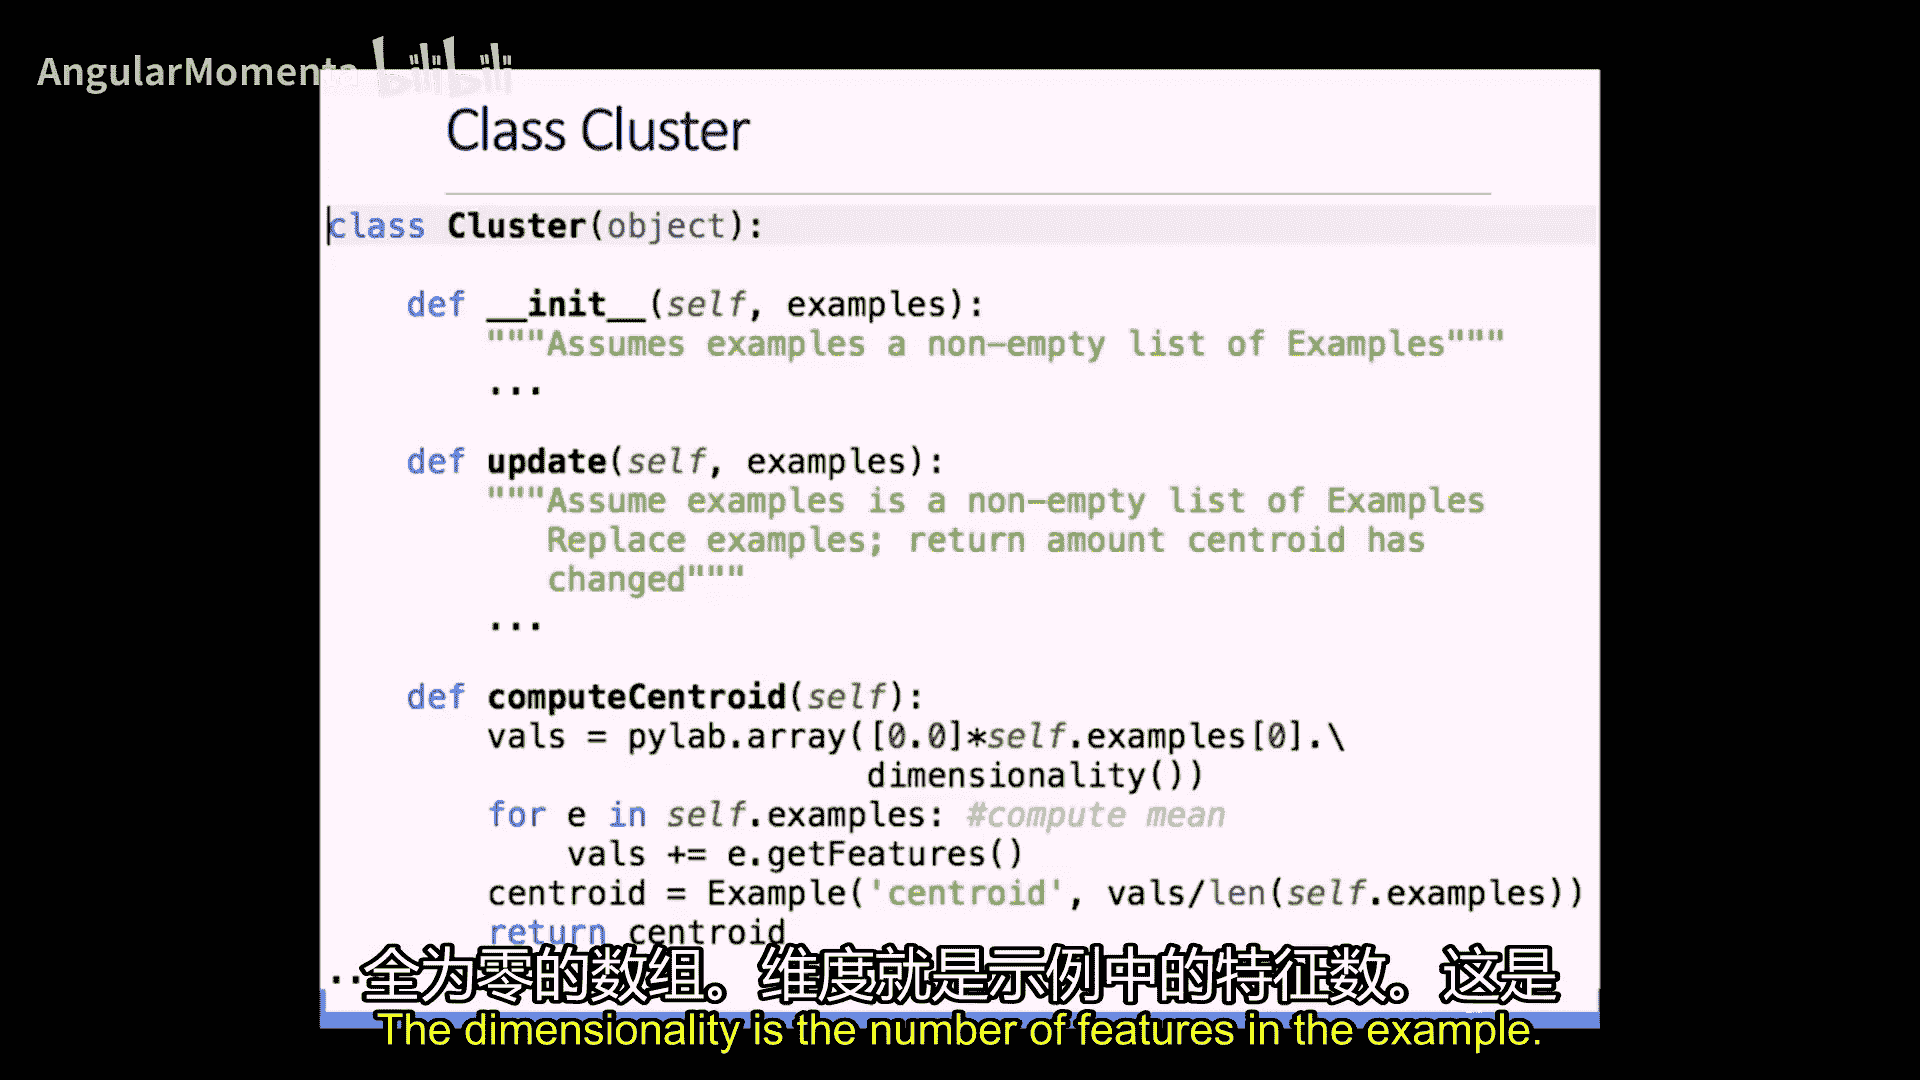 AngularMomenta bilibili
Class Cluster
class Cluster(object):
def __init__(self, examples):
"""Assumes examples a non-empty list of Examples"""
...
def update(self, examples):
"""Assume examples is a non-empty list of Examples
Replace examples; return amount centroid has
changed"""
...
def computeCentroid(self):
vals = pylab.array([0.0]*self.examples[0].\
dimensionality())
for e in self.examples: #compute mean
vals += e.getFeatures()
centroid = Example('centroid', vals/len(self.examples))
return centroid
..
全为零的数组。维度就是示例中的特征数。这是
The dimensionality is the number of features in the example.